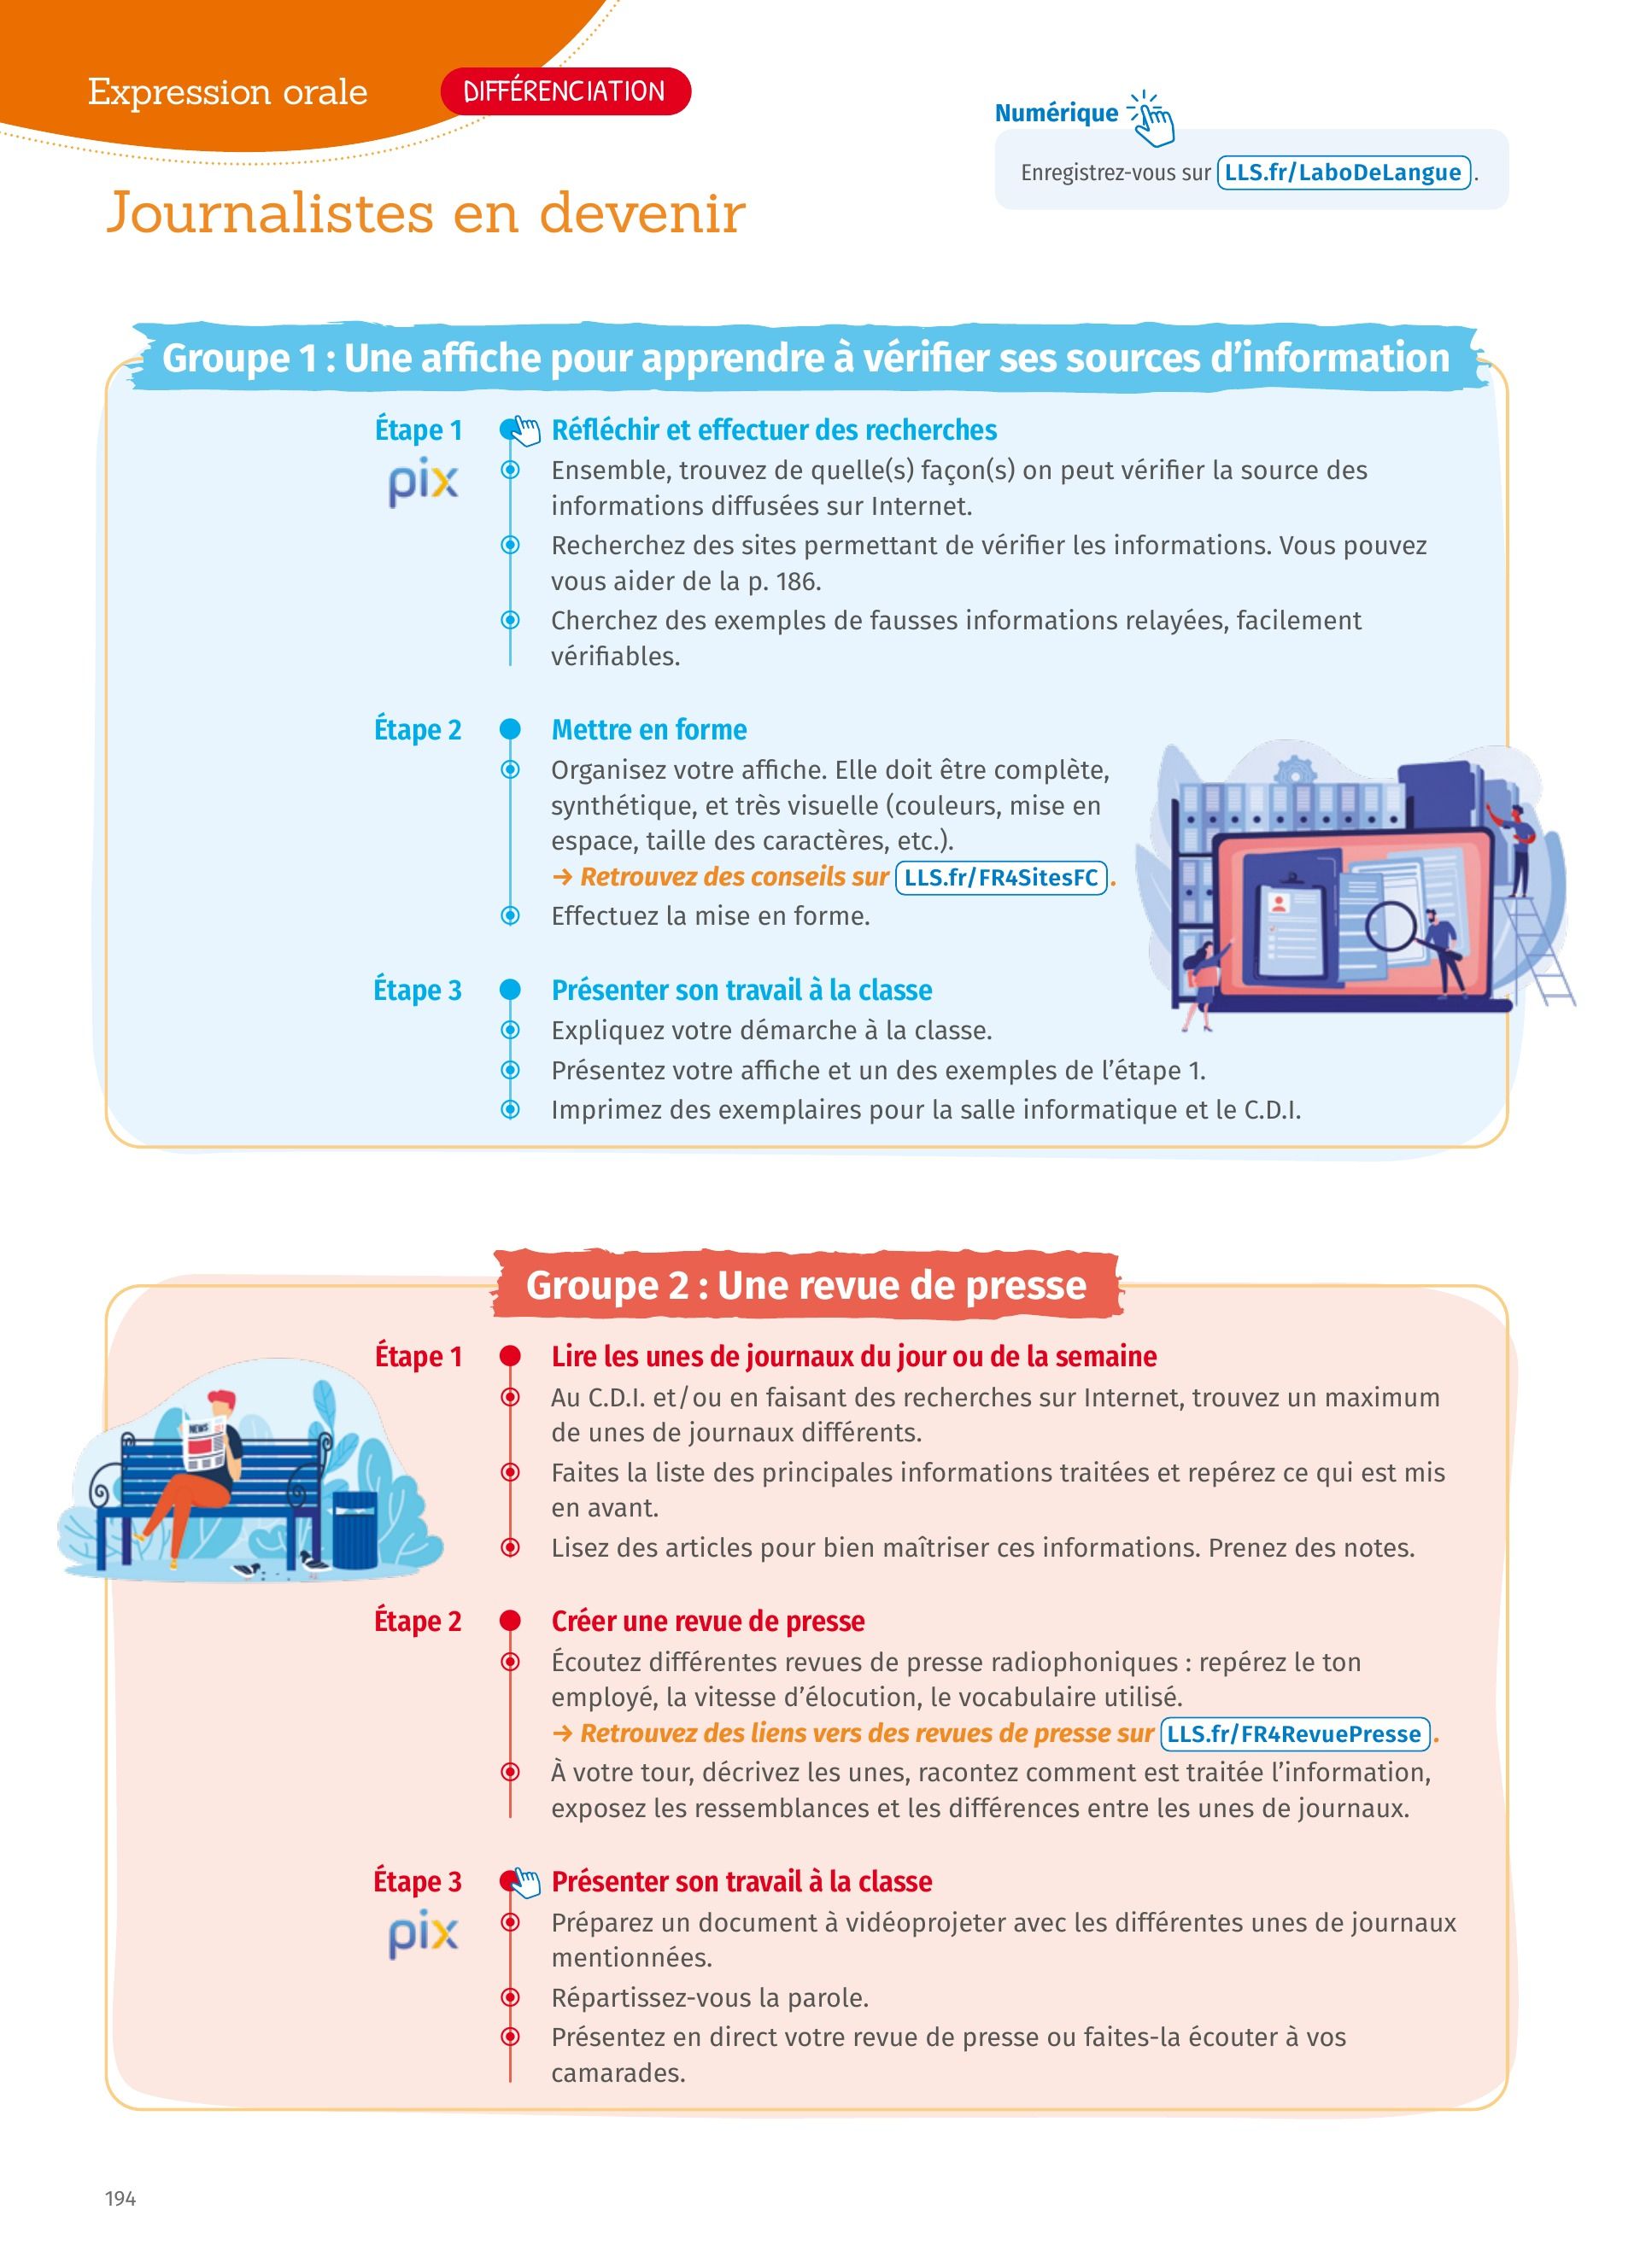 Expression orale
DIFFÉRENCIATION
Numérique
Enregistrez-vous sur LLS.fr/LaboDeLangue.
Journalistes en devenir
Groupe 1 : Une affiche pour apprendre à vérifier ses sources d’information
Étape 1
Réfléchir et effectuer des recherches
pix
Ensemble, trouvez de quelle(s) façon(s) on peut vérifier la source des
informations diffusées sur Internet.
Recherchez des sites permettant de vérifier les informations. Vous pouvez
vous aider de la p. 186.
Cherchez des exemples de fausses informations relayées, facilement
vérifiables.
Étape 2
Mettre en forme
Organisez votre affiche. Elle doit être complète,
synthétique, et très visuelle (couleurs, mise en
espace, taille des caractères, etc.).
→ Retrouvez des conseils sur LLS.fr/FR4SitesFC.
Effectuez la mise en forme.
Étape 3
Présenter son travail à la classe
Expliquez votre démarche à la classe.
Présentez votre affiche et un des exemples de l’étape 1.
Imprimez des exemplaires pour la salle informatique et le C.D.I.
Groupe 2 : Une revue de presse
Étape 1
Lire les unes de journaux du jour ou de la semaine
Au C.D.I. et/ou en faisant des recherches sur Internet, trouvez un maximum
de unes de journaux différents.
Faites la liste des principales informations traitées et repérez ce qui est mis
en avant.
Lisez des articles pour bien maîtriser ces informations. Prenez des notes.
NEWS
Étape 2
Créer une revue de presse
Écoutez différentes revues de presse radiophoniques : repérez le ton
employé, la vitesse d’élocution, le vocabulaire utilisé.
→ Retrouvez des liens vers des revues de presse sur LLS.fr/FR4RevuePresse.
À votre tour, décrivez les unes, racontez comment est traitée l’information,
exposez les ressemblances et les différences entre les unes de journaux.
Étape 3
Présenter son travail à la classe
pix
Préparez un document à vidéoprojeter avec les différentes unes de journaux
mentionnées.
Répartissez-vous la parole.
Présentez en direct votre revue de presse ou faites-la écouter à vos
camarades.
194